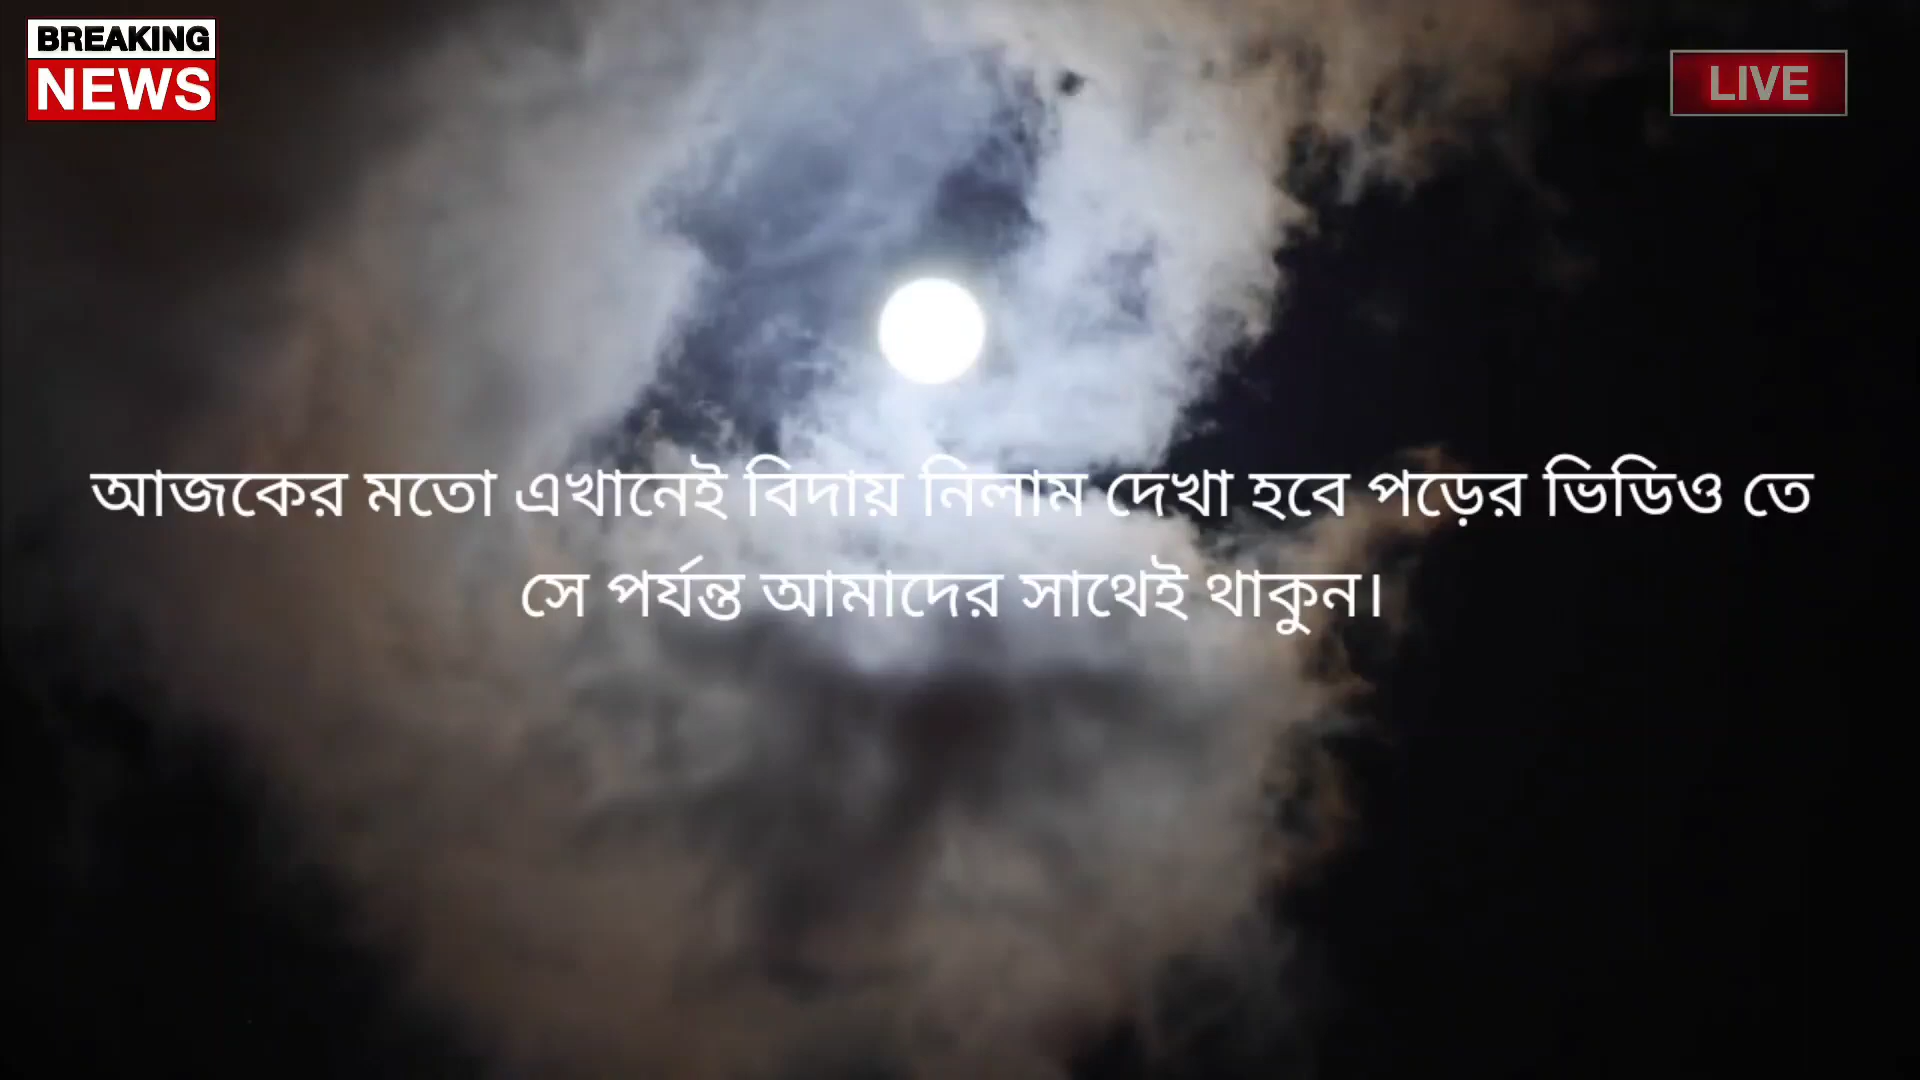 BREAKING
NEWS
LIVE
আজকের মতো এখানেই বিদায় নিলাম দেখা হবে পড়ের ভিডিও তে
সে পর্যন্ত আমাদের সাথেই থাকুন।